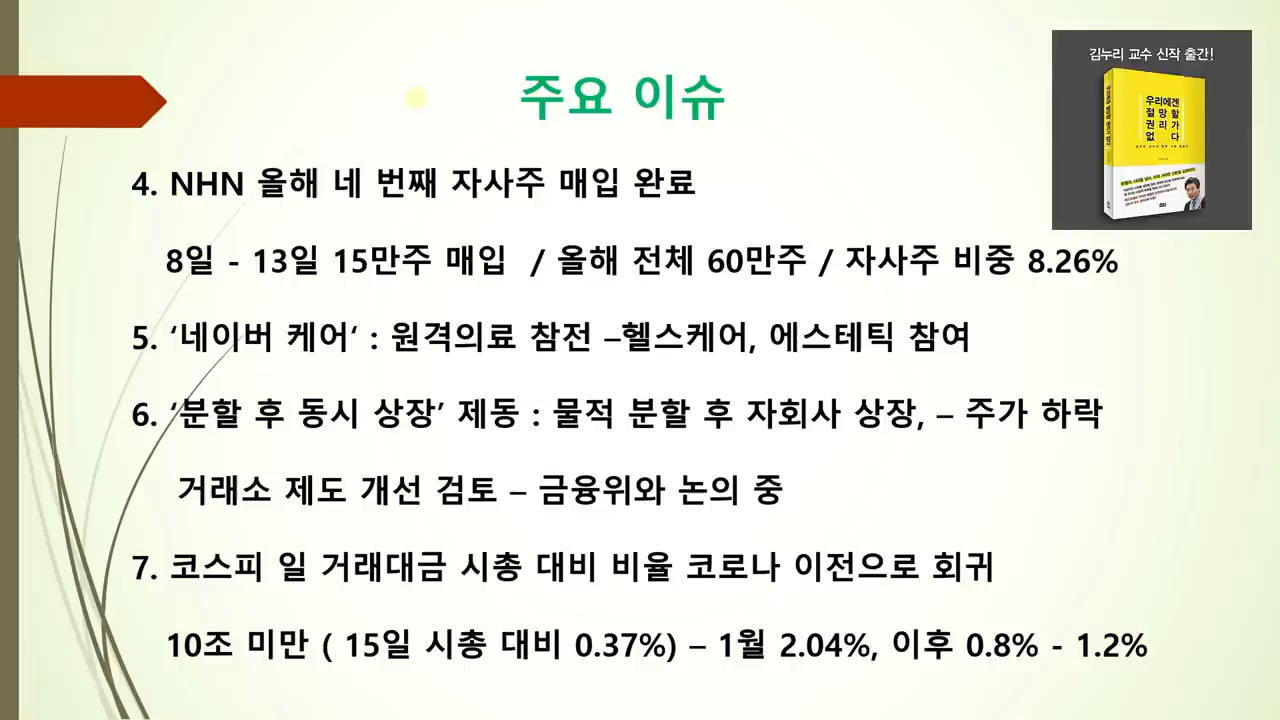 주요 이슈
김누리 교수 신작 출간!
우리에겐
절망할
권리가
없다
4. NHN 올해 네 번째 자사주 매입 완료
8일 - 13일 15만주 매입 / 올해 전체 60만주 / 자사주 비중 8.26%
5. ‘네이버 케어‘ : 원격의료 참전 –헬스케어, 에스테틱 참여
6. ‘분할 후 동시 상장’ 제동 : 물적 분할 후 자회사 상장, – 주가 하락
거래소 제도 개선 검토 – 금융위와 논의 중
7. 코스피 일 거래대금 시총 대비 비율 코로나 이전으로 회귀
10조 미만 ( 15일 시총 대비 0.37%) – 1월 2.04%, 이후 0.8% - 1.2%